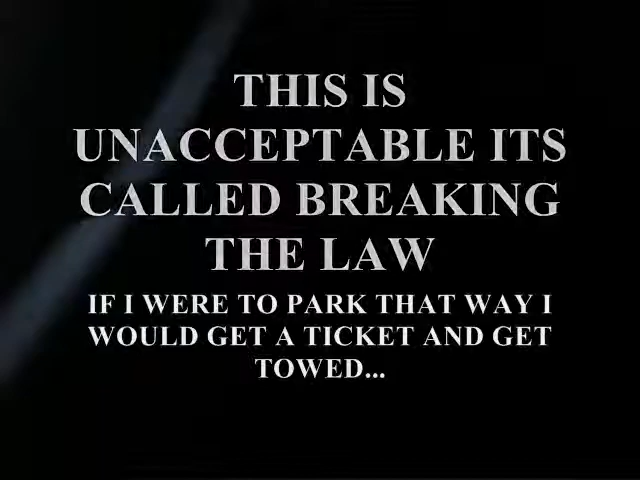 THIS IS
UNACCEPTABLE ITS
CALLED BREAKING
THE LAW
IF I WERE TO PARK THAT WAY I
WOULD GET A TICKET AND GET
TOWED...